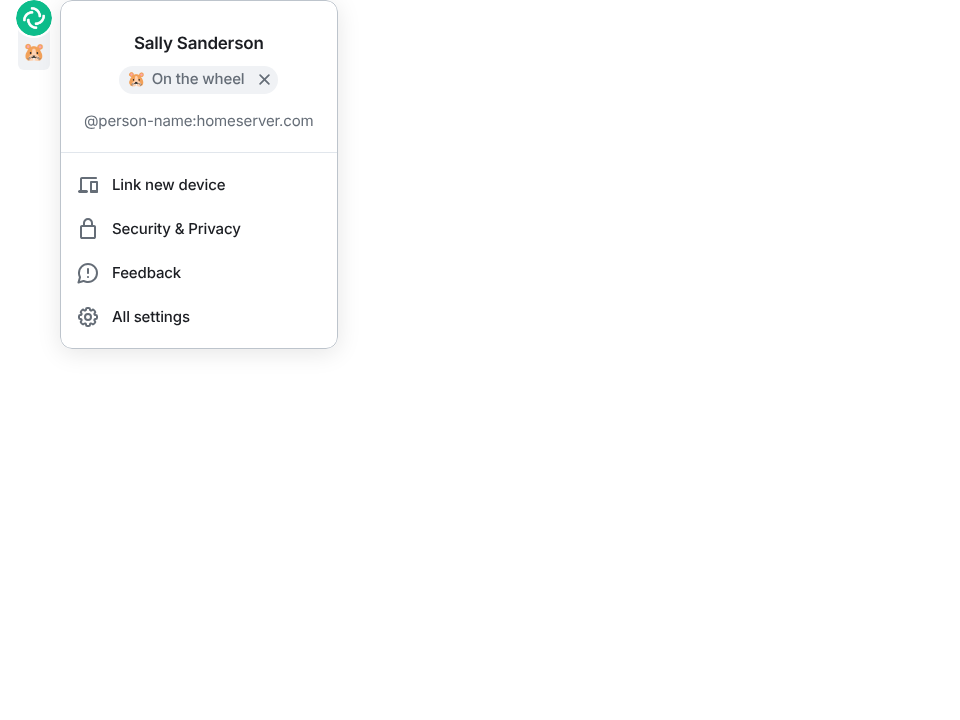 Sally Sanderson
🐹 On the wheel
@person-name:homeserver.com
Link new device
Security & Privacy
Feedback
All settings